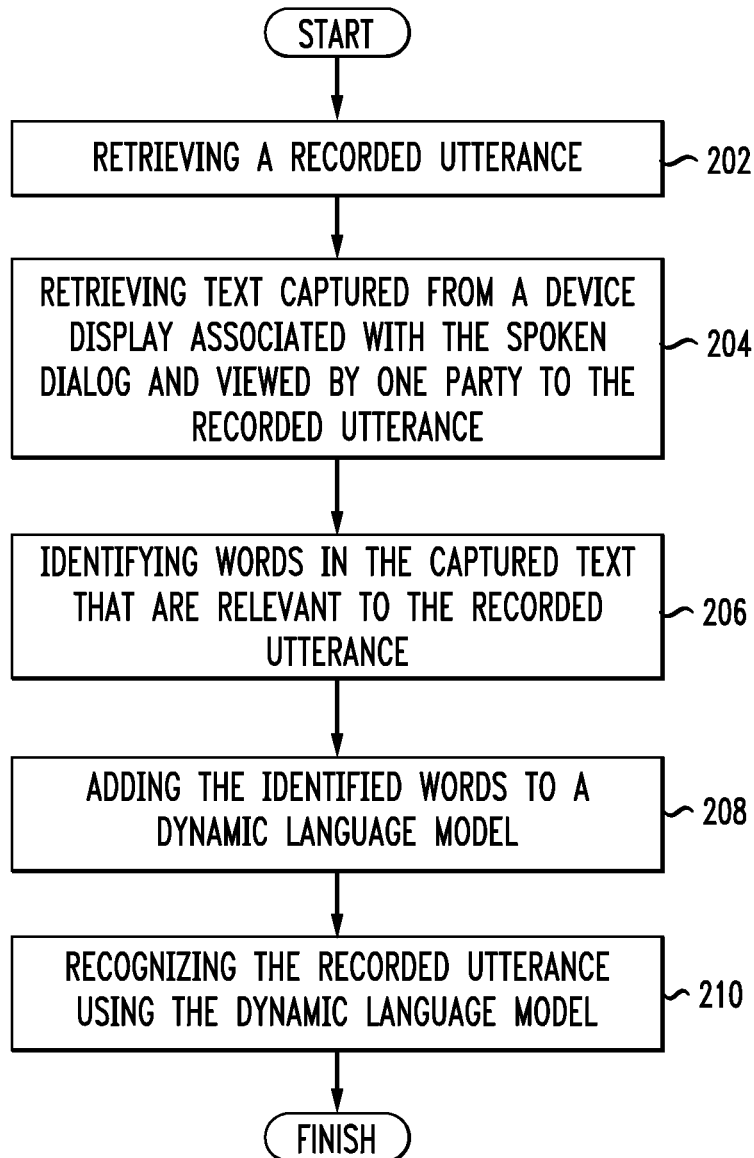 START
RETRIEVING A RECORDED UTTERANCE
202
RETRIEVING TEXT CAPTURED FROM A DEVICE
DISPLAY ASSOCIATED WITH THE SPOKEN
DIALOG AND VIEWED BY ONE PARTY TO THE
RECORDED UTTERANCE
204
IDENTIFYING WORDS IN THE CAPTURED TEXT
THAT ARE RELEVANT TO THE RECORDED
UTTERANCE
206
ADDING THE IDENTIFIED WORDS TO A
DYNAMIC LANGUAGE MODEL
208
RECOGNIZING THE RECORDED UTTERANCE
USING THE DYNAMIC LANGUAGE MODEL
210
FINISH